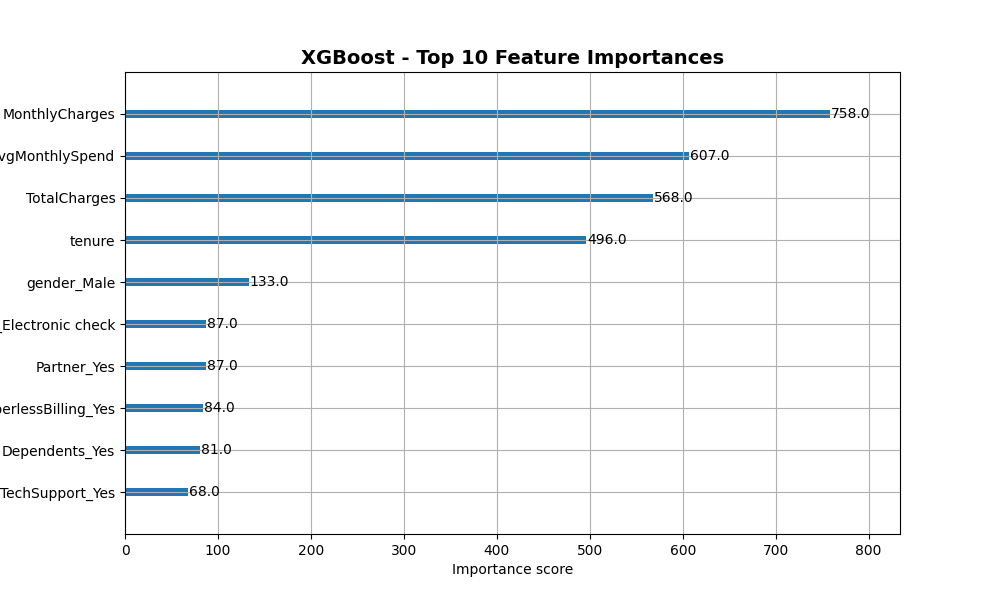 XGBoost - Top 10 Feature Importances
MonthlyCharges 758.0
vgMonthlySpend 607.0
TotalCharges 568.0
tenure 496.0
gender_Male 133.0
_Electronic check 87.0
Partner_Yes 87.0
perlessBilling_Yes 84.0
Dependents_Yes 81.0
TechSupport_Yes 68.0
0 100 200 300 400 500 600 700 800
Importance score